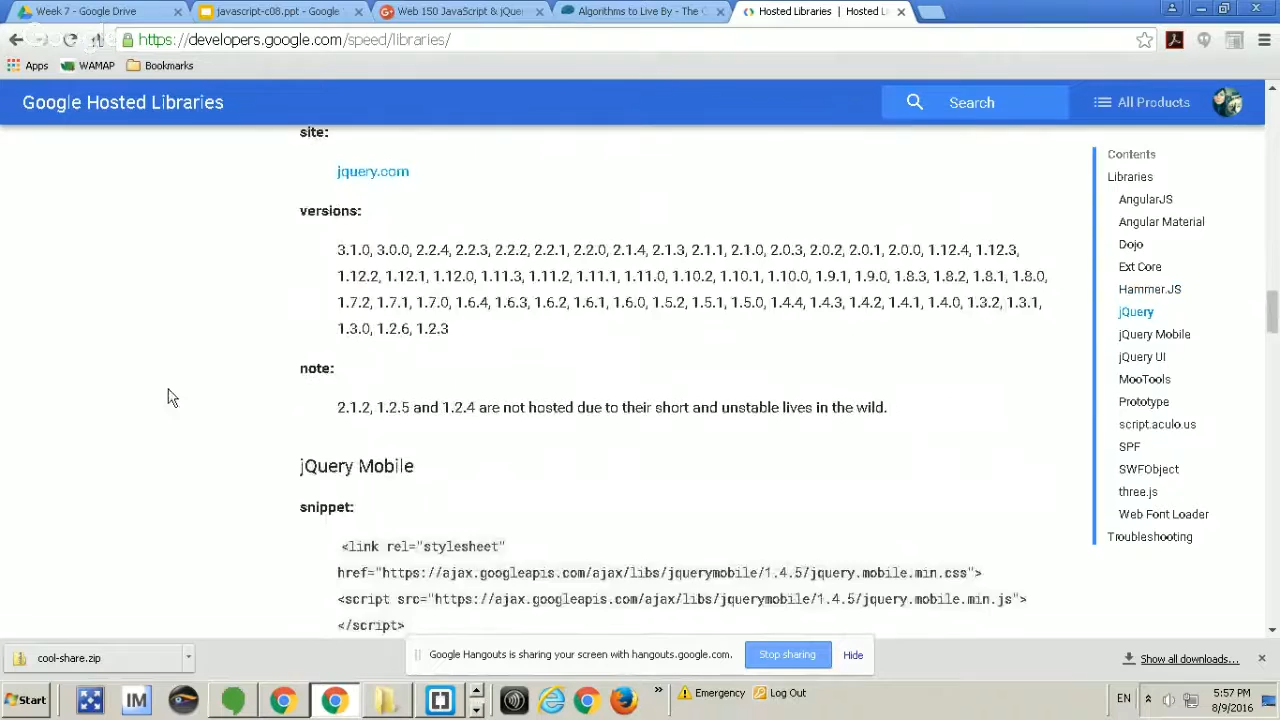 Week 7 - Google Drive
javascript-c08.ppt - Google
Web 150 JavaScript & jQue
Algorithms to Live By - The C
Hosted Libraries | Hosted Li
https://developers.google.com/speed/libraries/
Apps
WAMAP
Bookmarks
Google Hosted Libraries
Search
All Products
site:
jquery.com
versions:
3.1.0, 3.0.0, 2.2.4, 2.2.3, 2.2.2, 2.2.1, 2.2.0, 2.1.4, 2.1.3, 2.1.1, 2.1.0, 2.0.3, 2.0.2, 2.0.1, 2.0.0, 1.12.4, 1.12.3,
1.12.2, 1.12.1, 1.12.0, 1.11.3, 1.11.2, 1.11.1, 1.11.0, 1.10.2, 1.10.1, 1.10.0, 1.9.1, 1.9.0, 1.8.3, 1.8.2, 1.8.1, 1.8.0,
1.7.2, 1.7.1, 1.7.0, 1.6.4, 1.6.3, 1.6.2, 1.6.1, 1.6.0, 1.5.2, 1.5.1, 1.5.0, 1.4.4, 1.4.3, 1.4.2, 1.4.1, 1.4.0, 1.3.2, 1.3.1,
1.3.0, 1.2.6, 1.2.3
note:
2.1.2, 1.2.5 and 1.2.4 are not hosted due to their short and unstable lives in the wild.
jQuery Mobile
snippet:
<link rel="stylesheet"
href="https://ajax.googleapis.com/ajax/libs/jquerymobile/1.4.5/jquery.mobile.min.css">
<script src="https://ajax.googleapis.com/ajax/libs/jquerymobile/1.4.5/jquery.mobile.min.js">
</script>
Contents
Libraries
AngularJS
Angular Material
Dojo
Ext Core
Hammer.JS
jQuery
jQuery Mobile
jQuery UI
MooTools
Prototype
script.aculo.us
SPF
SWFObject
three.js
Web Font Loader
Troubleshooting
cool-share.zip
Google Hangouts is sharing your screen with hangouts.google.com.
Stop sharing
Hide
Show all downloads...
Start
IM
Emergency
Log Out
EN
5:57 PM
8/9/2016